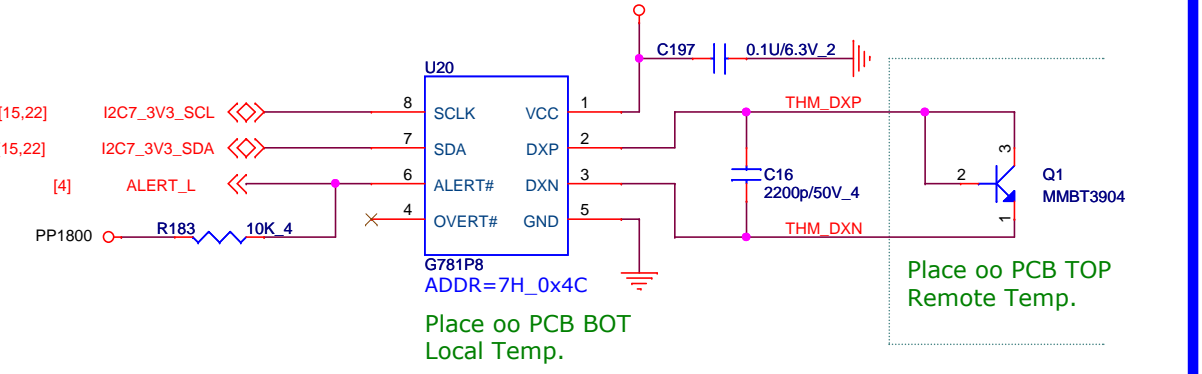 C197 0.1U/6.3V_2
U20
[15,22] I2C7_3V3_SCL 8 SCLK VCC 1 THM_DXP
15,22] I2C7_3V3_SDA 7 SDA DXP 2 3
[4] ALERT_L 6 ALERT# DXN 3 C16 2 Q1
2200p/50V_4 MMBT3904
4 OVERT# GND 5 1
PP1800 R183 10K_4 THM_DXN
G781P8
ADDR=7H_0x4C
Place oo PCB TOP
Remote Temp.
Place oo PCB BOT
Local Temp.